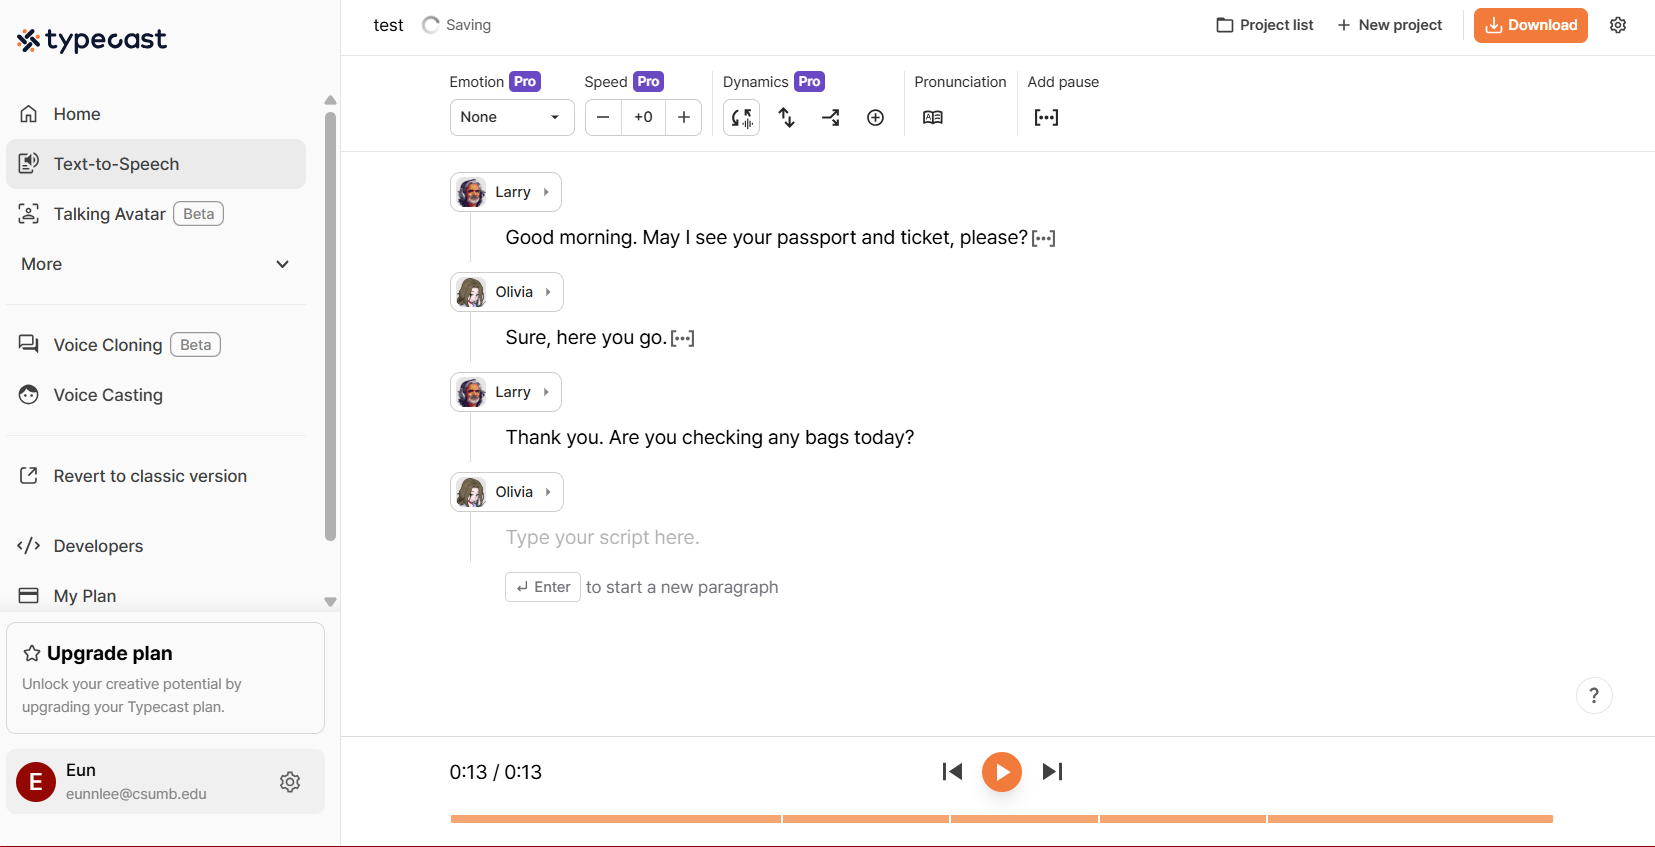 typecast
Home
Text-to-Speech
Talking Avatar Beta
More
Voice Cloning Beta
Voice Casting
Revert to classic version
</> Developers
My Plan
Upgrade plan
Unlock your creative potential by
upgrading your Typecast plan.
E
Eun
eunnlee@csumb.edu
test Saving
Project list + New project Download
Emotion Pro Speed Pro Dynamics Pro Pronunciation Add pause
None − +0 + [•••]
Larry
Good morning. May I see your passport and ticket, please? [•••]
Olivia
Sure, here you go. [•••]
Larry
Thank you. Are you checking any bags today?
Olivia
Type your script here.
↵ Enter to start a new paragraph
?
0:13 / 0:13